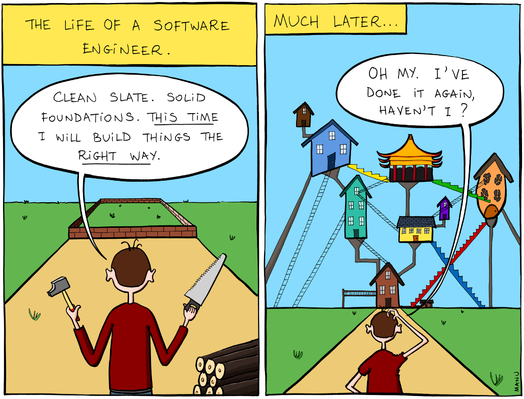 THE LIFE OF A SOFTWARE
ENGINEER.
CLEAN SLATE. SOLID
FOUNDATIONS. THIS TIME
I WILL BUILD THINGS THE
RIGHT WAY.
MUCH LATER...
OH MY. I'VE
DONE IT AGAIN,
HAVEN'T I ?
MANU